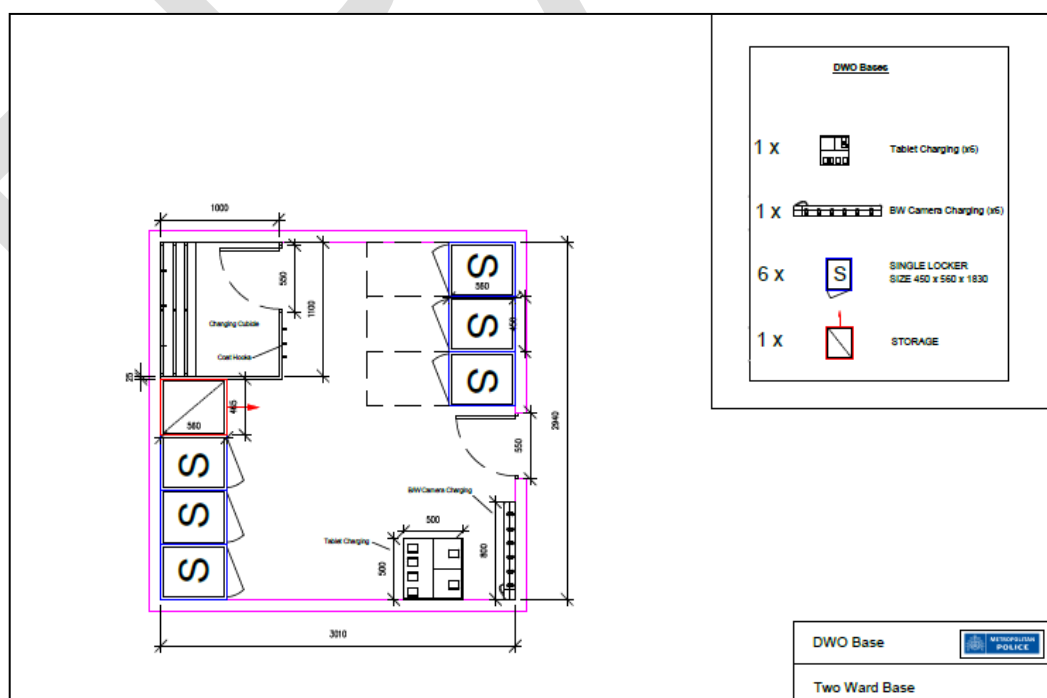 DWO Bases
1 x
Tablet Charging (x6)
1 x
BW Camera Charging (x6)
6 x
S
SINGLE LOCKER
SIZE 450 x 560 x 1830
1 x
STORAGE
1000
550
1100
Changing Cubicle
Coat Hooks
S
560
S
450
S
25
465
560
2940
550
S
S
S
B/W Camera Charging
500
Tablet Charging
500
800
3010
DWO Base
METROPOLITAN
POLICE
Two Ward Base